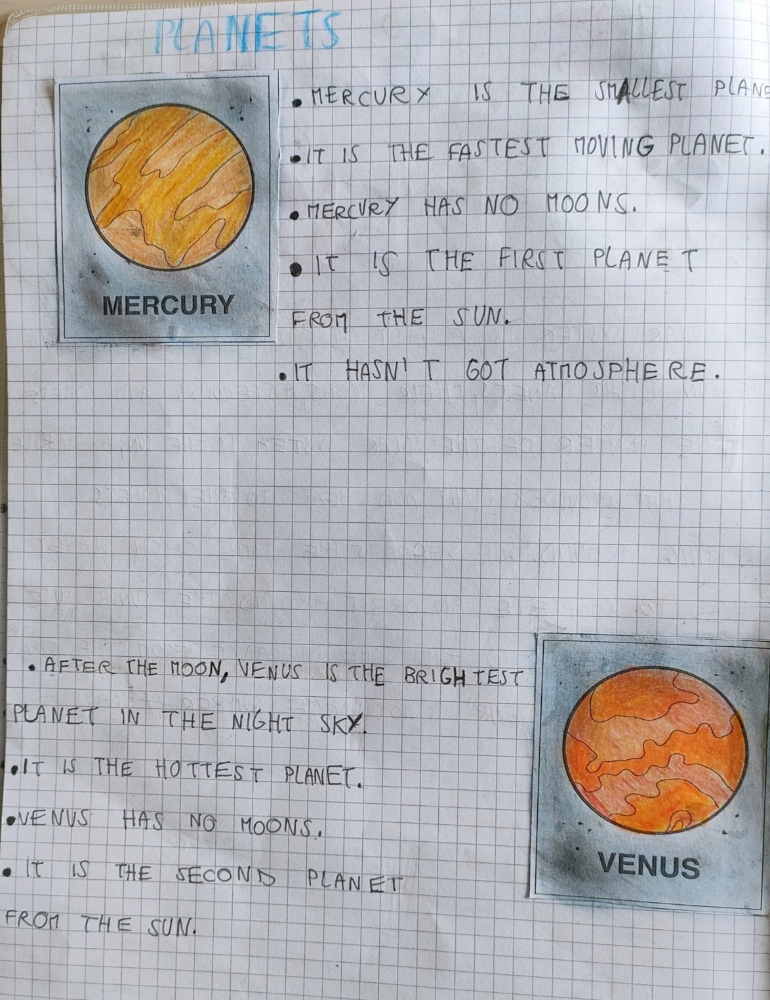 PLANETS
• MERCURY IS THE SMALLEST PLANE
• IT IS THE FASTEST MOVING PLANET.
• MERCURY HAS NO MOONS.
• IT IS THE FIRST PLANET
FROM THE SUN.
• IT HASN'T GOT ATMOSPHERE.
MERCURY
• AFTER THE MOON, VENUS IS THE BRIGHTEST
PLANET IN THE NIGHT SKY.
• IT IS THE HOTTEST PLANET.
• VENUS HAS NO MOONS.
• IT IS THE SECOND PLANET
FROM THE SUN.
VENUS